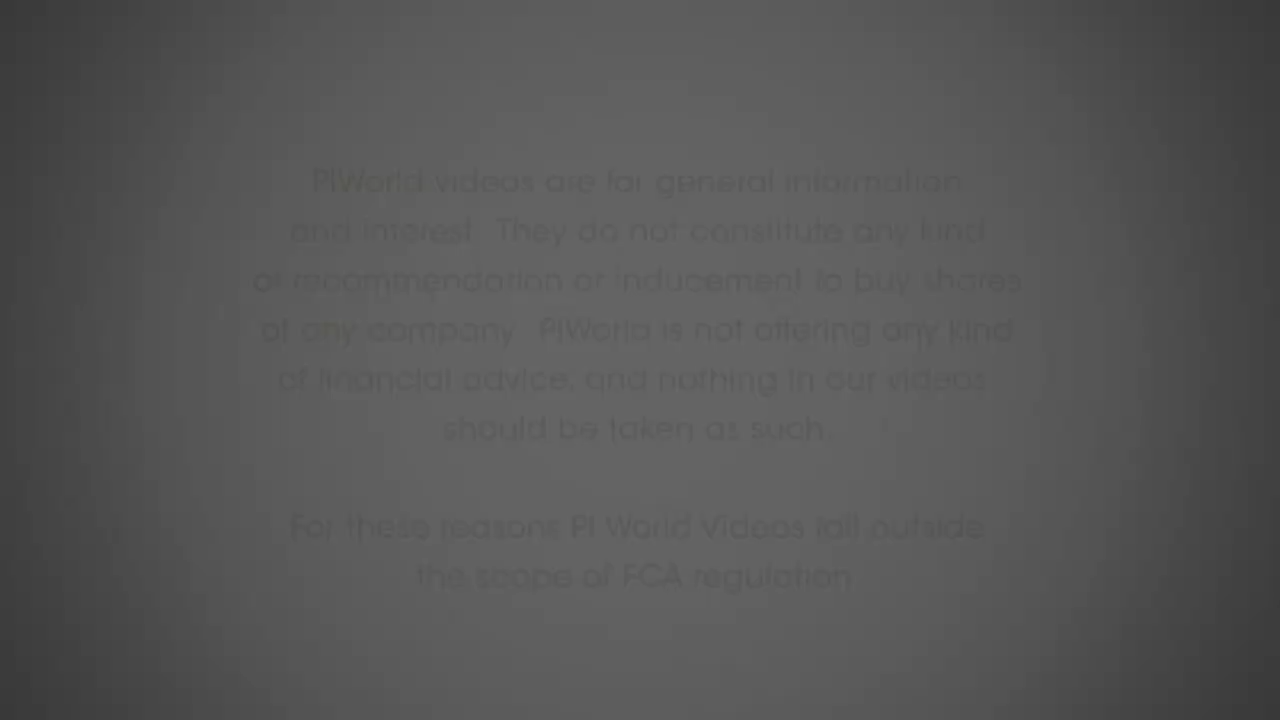 PIWorld videos are for general information
and interest. They do not constitute any kind
of recommendation or inducement to buy shares
of any company. PIWorld is not offering any kind
of financial advice, and nothing in our videos
should be taken as such.
For these reasons PI World Videos fall outside
the scope of FCA regulation